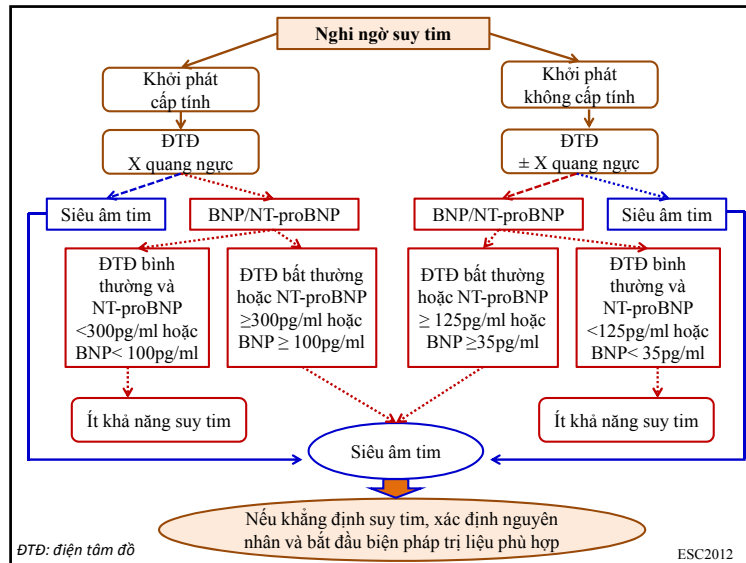 Nghi ngờ suy tim
Khởi phát
cấp tính
Khởi phát
không cấp tính
ĐTĐ
X quang ngực
ĐTĐ
± X quang ngực
Siêu âm tim
BNP/NT-proBNP
BNP/NT-proBNP
Siêu âm tim
ĐTĐ bình
thường và
NT-proBNP
<300pg/ml hoặc
BNP< 100pg/ml
ĐTĐ bất thường
hoặc NT-proBNP
≥300pg/ml hoặc
BNP ≥ 100pg/ml
ĐTĐ bất thường
hoặc NT-proBNP
≥ 125pg/ml hoặc
BNP ≥35pg/ml
ĐTĐ bình
thường và
NT-proBNP
<125pg/ml hoặc
BNP< 35pg/ml
Ít khả năng suy tim
Ít khả năng suy tim
Siêu âm tim
Nếu khẳng định suy tim, xác định nguyên
nhân và bắt đầu biện pháp trị liệu phù hợp
ĐTĐ: điện tâm đồ
ESC2012